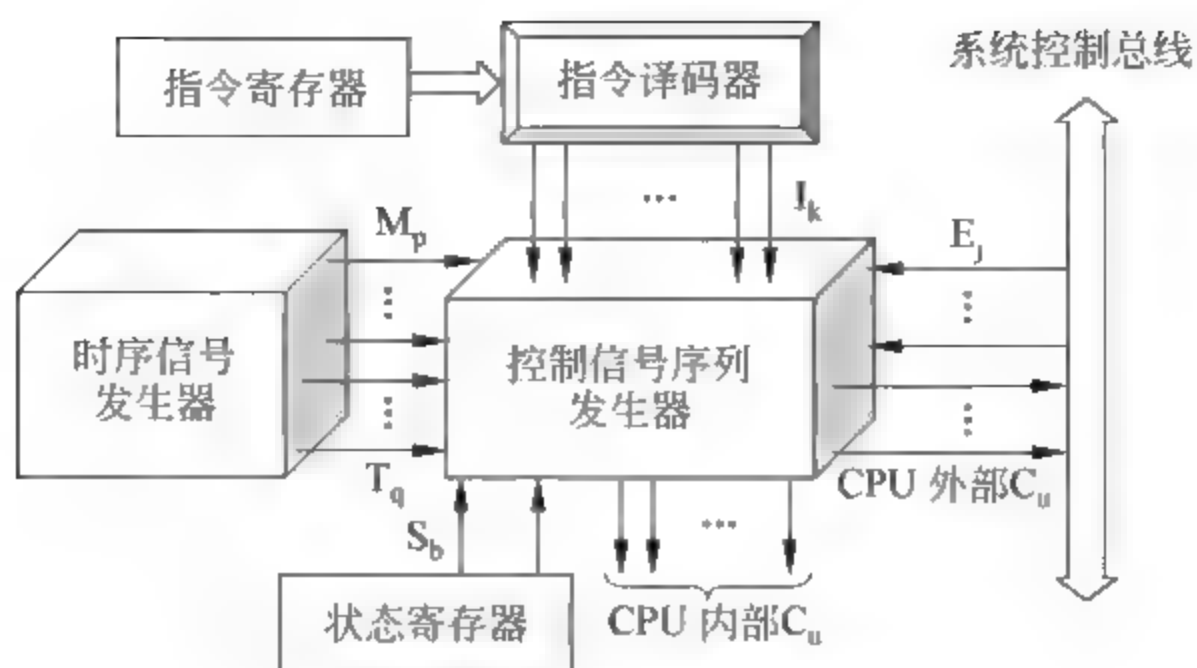 系统控制总线
指令寄存器
指令译码器
...
I_k
M_p
E_j
时序信号
发生器
控制信号序列
发生器
T_q
CPU 外部C_u
S_b
...
CPU 内部C_u
状态寄存器